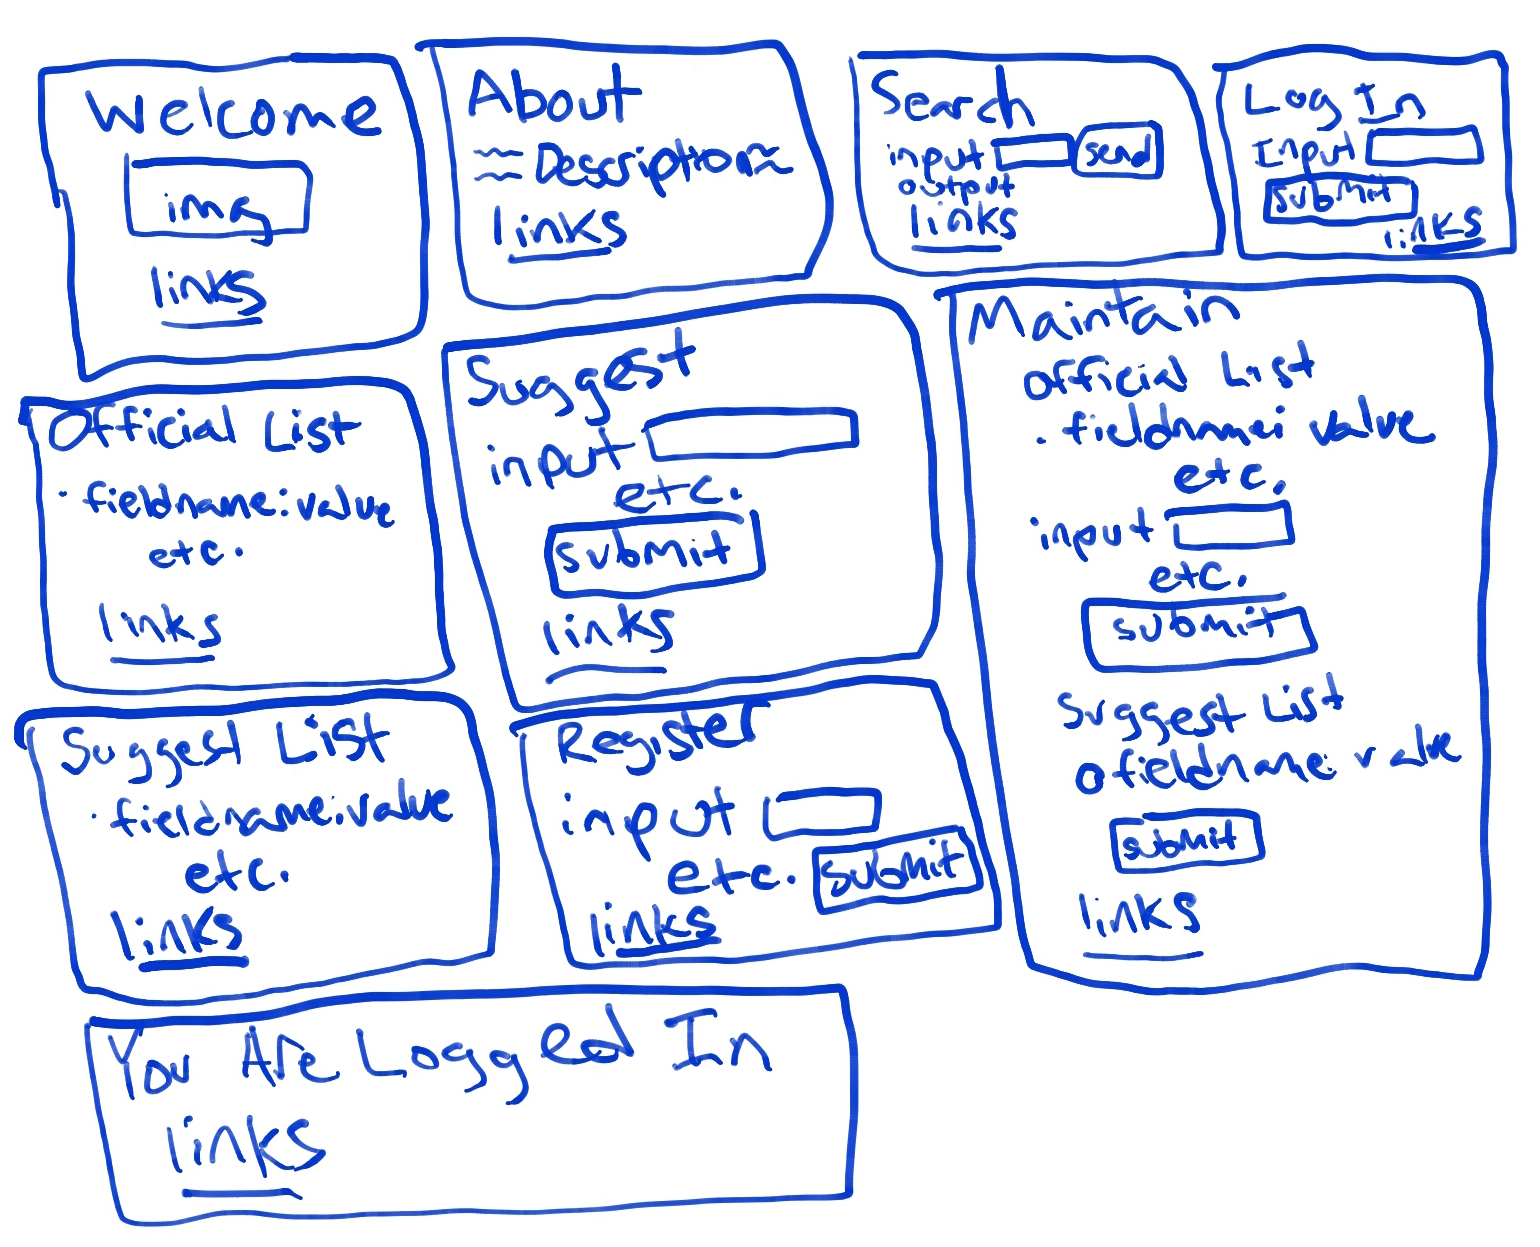 Welcome
img
links
About
≈ Description ≈
links
Search
input send
output
links
Log In
Input
submit
links
Official List
· fieldname: value
etc.
links
Suggest
input
etc.
submit
links
Maintain
Official List
· fieldname: value
etc.
input
etc.
submit
Suggest List
o fieldname: value
submit
links
Suggest List
· fieldname: value
etc.
links
Register
input
etc. submit
links
You Are Logged In
links